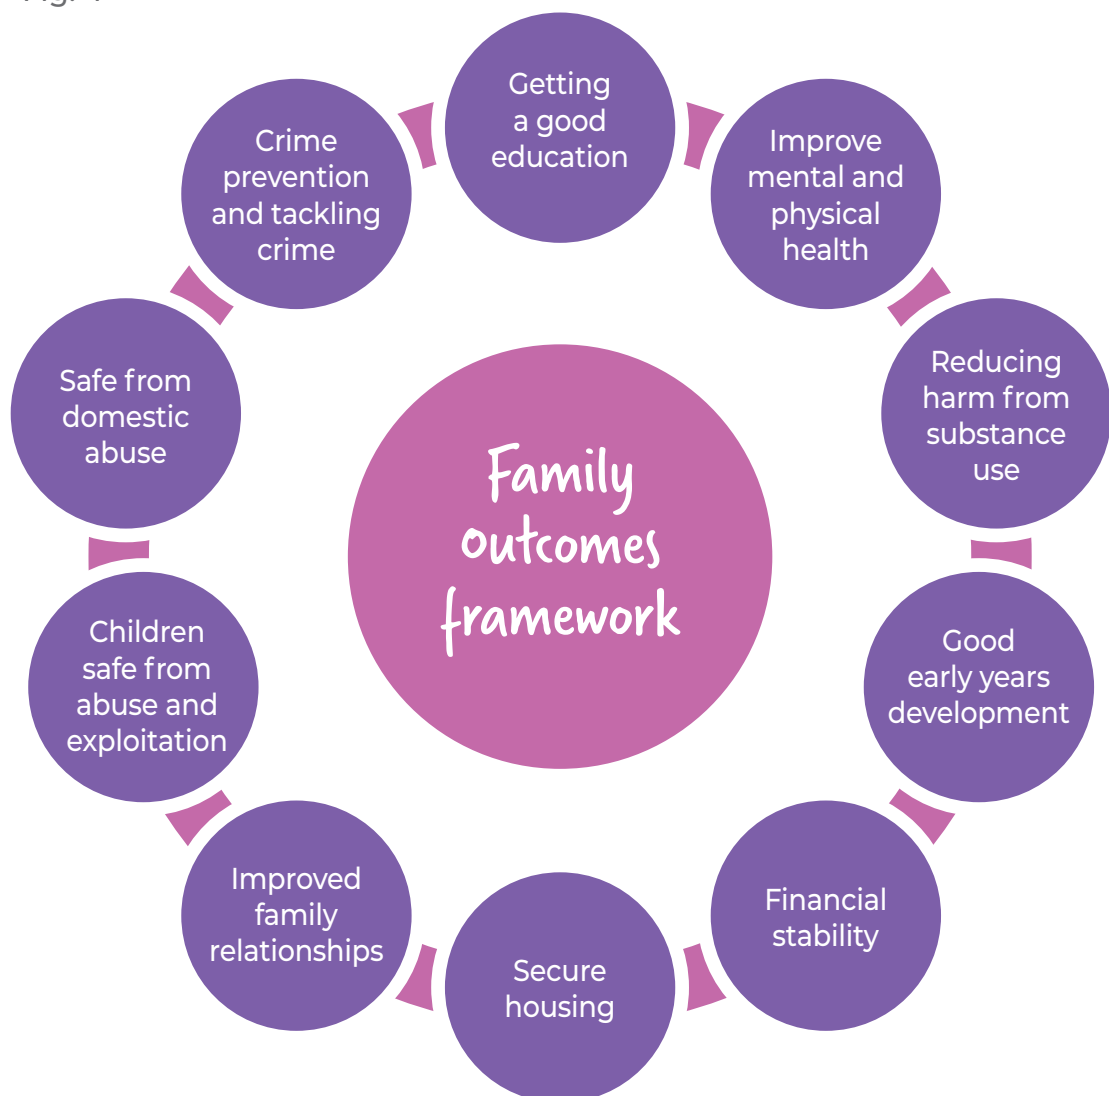 Getting
a good
education
Improve
mental and
physical
health
Reducing
harm from
substance
use
Good
early years
development
Financial
stability
Secure
housing
Improved
family
relationships
Children
safe from
abuse and
exploitation
Safe from
domestic
abuse
Crime
prevention
and tackling
crime
Family
outcomes
framework